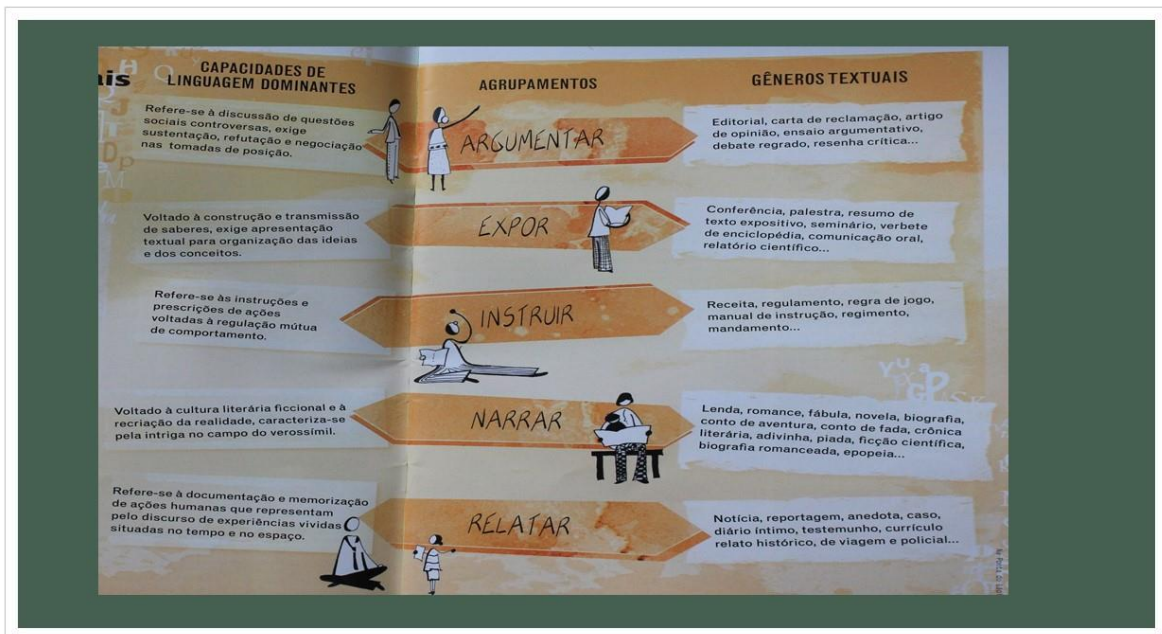 ais
CAPACIDADES DE
LINGUAGEM DOMINANTES
AGRUPAMENTOS
GÊNEROS TEXTUAIS
Refere-se à discussão de questões
sociais controversas, exige
sustentação, refutação e negociação
nas tomadas de posição.
ARGUMENTAR
Editorial, carta de reclamação, artigo
de opinião, ensaio argumentativo,
debate regrado, resenha crítica...
Voltado à construção e transmissão
de saberes, exige apresentação
textual para organização das ideias
e dos conceitos.
EXPOR
Conferência, palestra, resumo de
texto expositivo, seminário, verbete
de enciclopédia, comunicação oral,
relatório científico...
Refere-se às instruções e
prescrições de ações
voltadas à regulação mútua
de comportamento.
INSTRUIR
Receita, regulamento, regra de jogo,
manual de instrução, regimento,
mandamento...
Voltado à cultura literária ficcional e à
recriação da realidade, caracteriza-se
pela intriga no campo do verossímil.
NARRAR
Lenda, romance, fábula, novela, biografia,
conto de aventura, conto de fada, crônica
literária, adivinha, piada, ficção científica,
biografia romanceada, epopeia...
Refere-se à documentação e memorização
de ações humanas que representam
pelo discurso de experiências vividas
situadas no tempo e no espaço.
RELATAR
Notícia, reportagem, anedota, caso,
diário íntimo, testemunho, currículo
relato histórico, de viagem e policial...